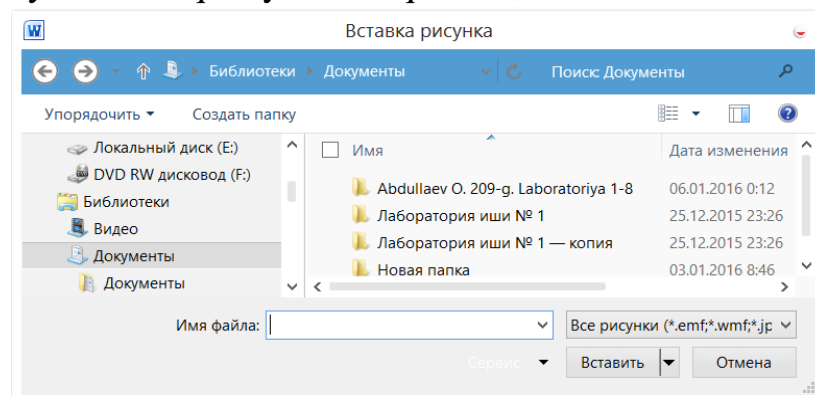 W
Вставка рисунка
Библиотеки Документы Поиск: Документы
Упорядочить Создать папку
Локальный диск (E:)
DVD RW дисковод (F:)
Библиотеки
Видео
Документы
Документы
Имя Дата изменения
Abdullaev O. 209-g. Laboratoriya 1-8 06.01.2016 0:12
Лаборатория иши № 1 25.12.2015 23:26
Лаборатория иши № 1 — копия 25.12.2015 23:26
Новая папка 03.01.2016 8:46
Имя файла: Все рисунки (*.emf;*.wmf;*.jp
Сервис Вставить Отмена